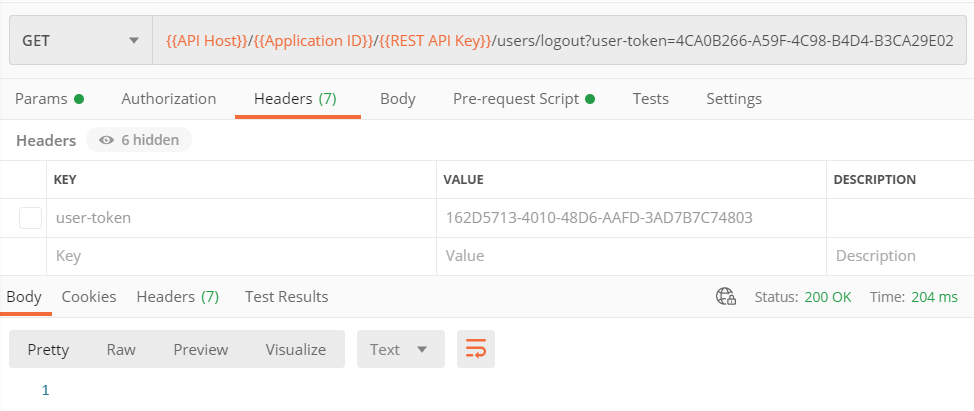 GET {{API Host}}/{{Application ID}}/{{REST API Key}}/users/logout?user-token=4CA0B266-A59F-4C98-B4D4-B3CA29E02
Params Authorization Headers (7) Body Pre-request Script Tests Settings
Headers 6 hidden
KEY VALUE DESCRIPTION
user-token 162D5713-4010-48D6-AAFD-3AD7B7C74803
Key Value Description
Body Cookies Headers (7) Test Results Status: 200 OK Time: 204 ms
Pretty Raw Preview Visualize Text
1